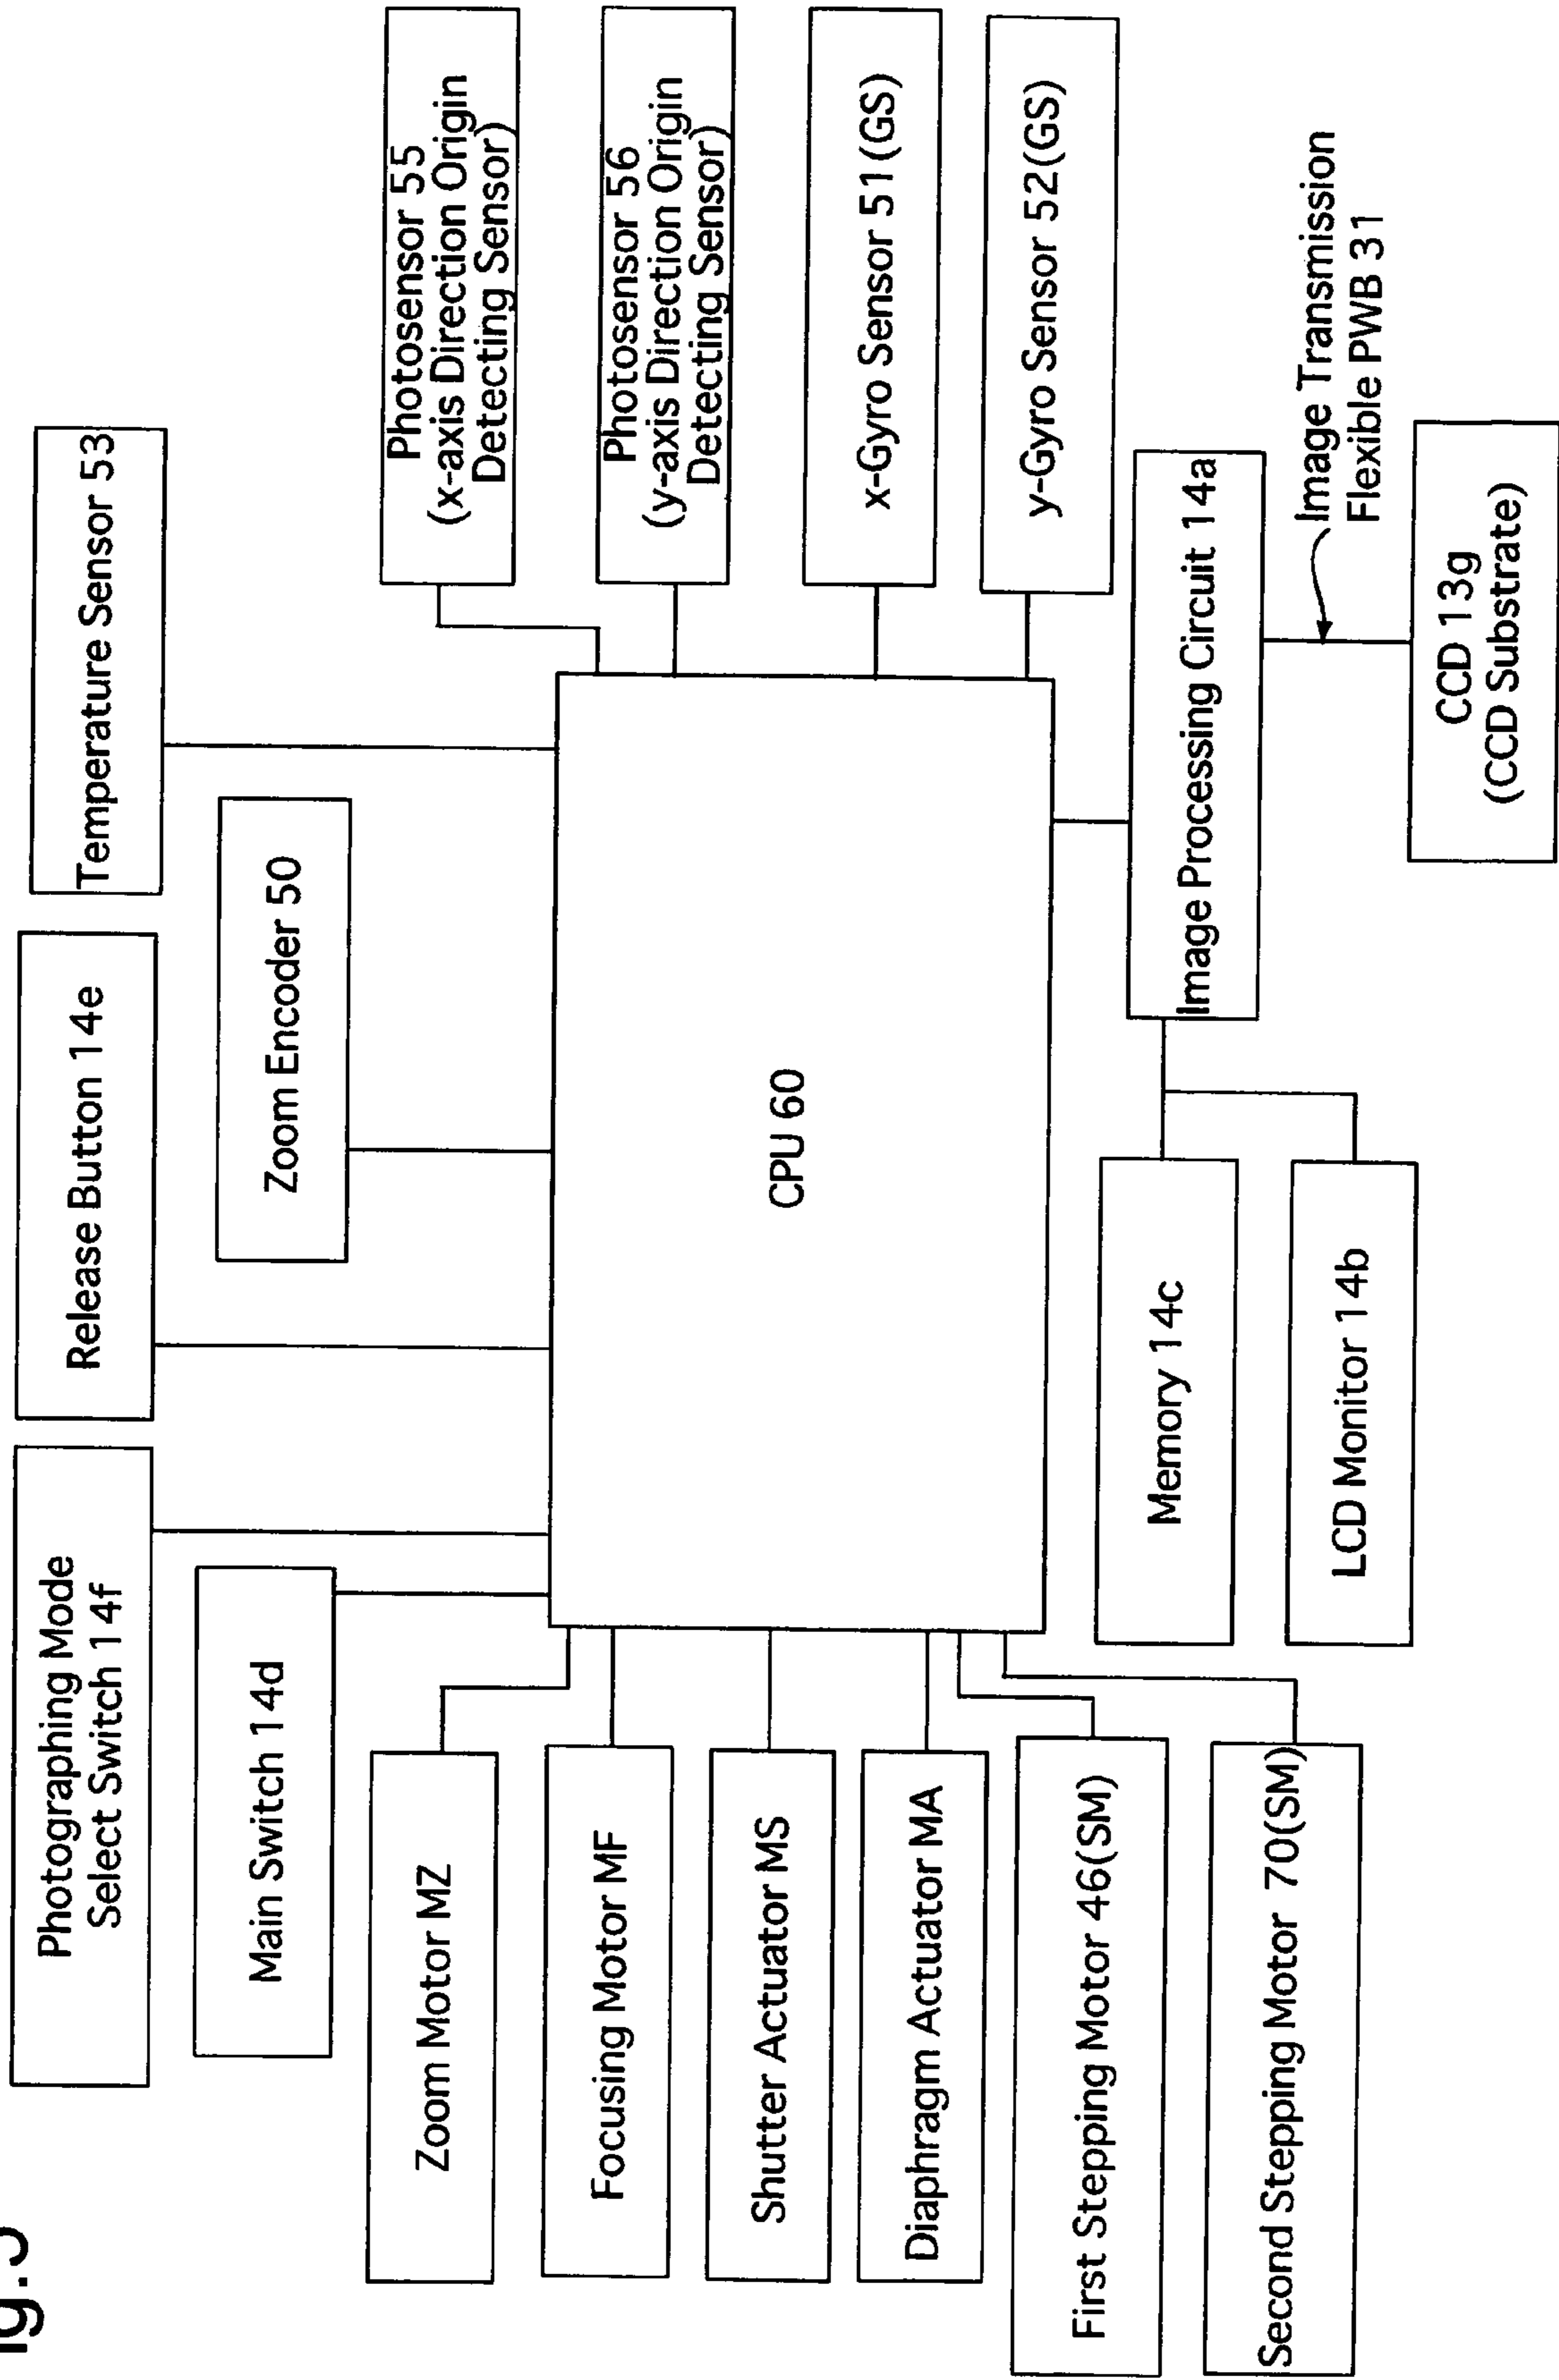 Photographing Mode
Select Switch 14f
Release Button 14e
Temperature Sensor 53
Main Switch 14d
Zoom Encoder 50
Zoom Motor MZ
Focusing Motor MF
Shutter Actuator MS
Diaphragm Actuator MA
First Stepping Motor 46(SM)
Second Stepping Motor 70(SM)
CPU 60
Photosensor 55
(x-axis Direction Origin
Detecting Sensor)
Photosensor 56
(y-axis Direction Origin
Detecting Sensor)
x-Gyro Sensor 51(GS)
y-Gyro Sensor 52(GS)
Memory 14c
LCD Monitor 14b
Image Processing Circuit 14a
Image Transmission
Flexible PWB 31
CCD 13g
(CCD Substrate)